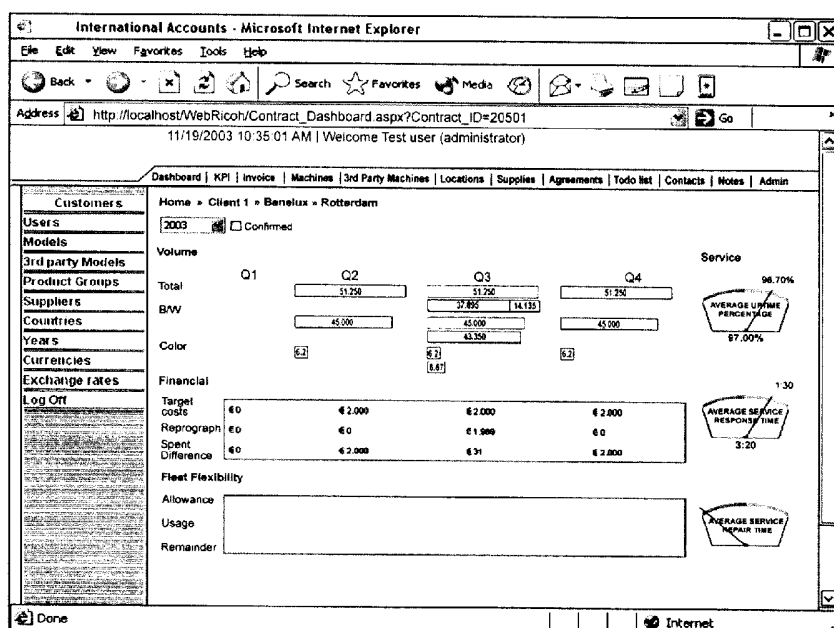 International Accounts - Microsoft Internet Explorer
File Edit View Favorites Tools Help
Back Search Favorites Media
Address http://localhost/WebRicoh/Contract_Dashboard.aspx?Contract_ID=20501 Go
11/19/2003 10:35:01 AM | Welcome Test user (administrator)
Dashboard | KPI | Invoice | Machines | 3rd Party Machines | Locations | Supplies | Agreements | Todo list | Contacts | Notes | Admin
Customers
Users
Models
3rd party Models
Product Groups
Suppliers
Countries
Years
Currencies
Exchange rates
Log Off
Home » Client 1 » Benelux » Rotterdam
2003 Confirmed
Volume
Q1 Q2 Q3 Q4
Total 51.250 51.250 51.250
37.895 14.135
B/W 45.000 45.000 45.000
43.350
Color 6.2 6.2 6.2
8.67
Financial
Target costs €0 €2.000 €2.000 €2.000
Reprograph €0 €0 €1.969 €0
Spent
Difference €0 €2.000 €31 €2.000
Fleet Flexibility
Allowance
Usage
Remainder
Service
96.70%
AVERAGE UPTIME
PERCENTAGE
97.00%
1:30
AVERAGE SERVICE
RESPONSE TIME
3:20
AVERAGE SERVICE
REPAIR TIME
Done Internet